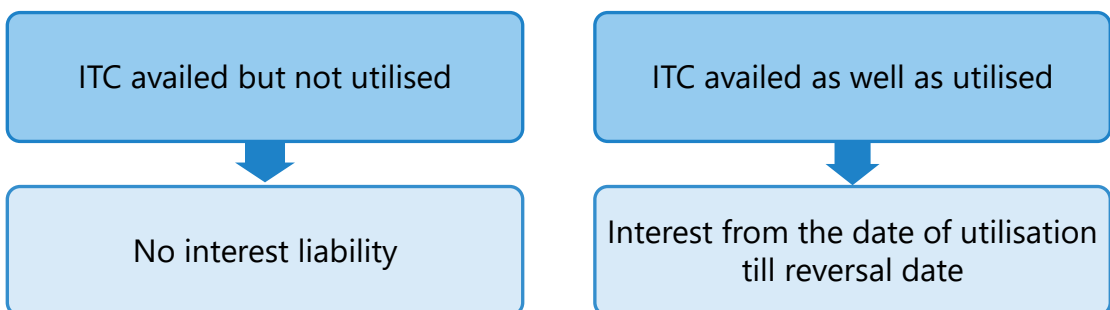 ITC availed but not utilised
No interest liability
ITC availed as well as utilised
Interest from the date of utilisation
till reversal date